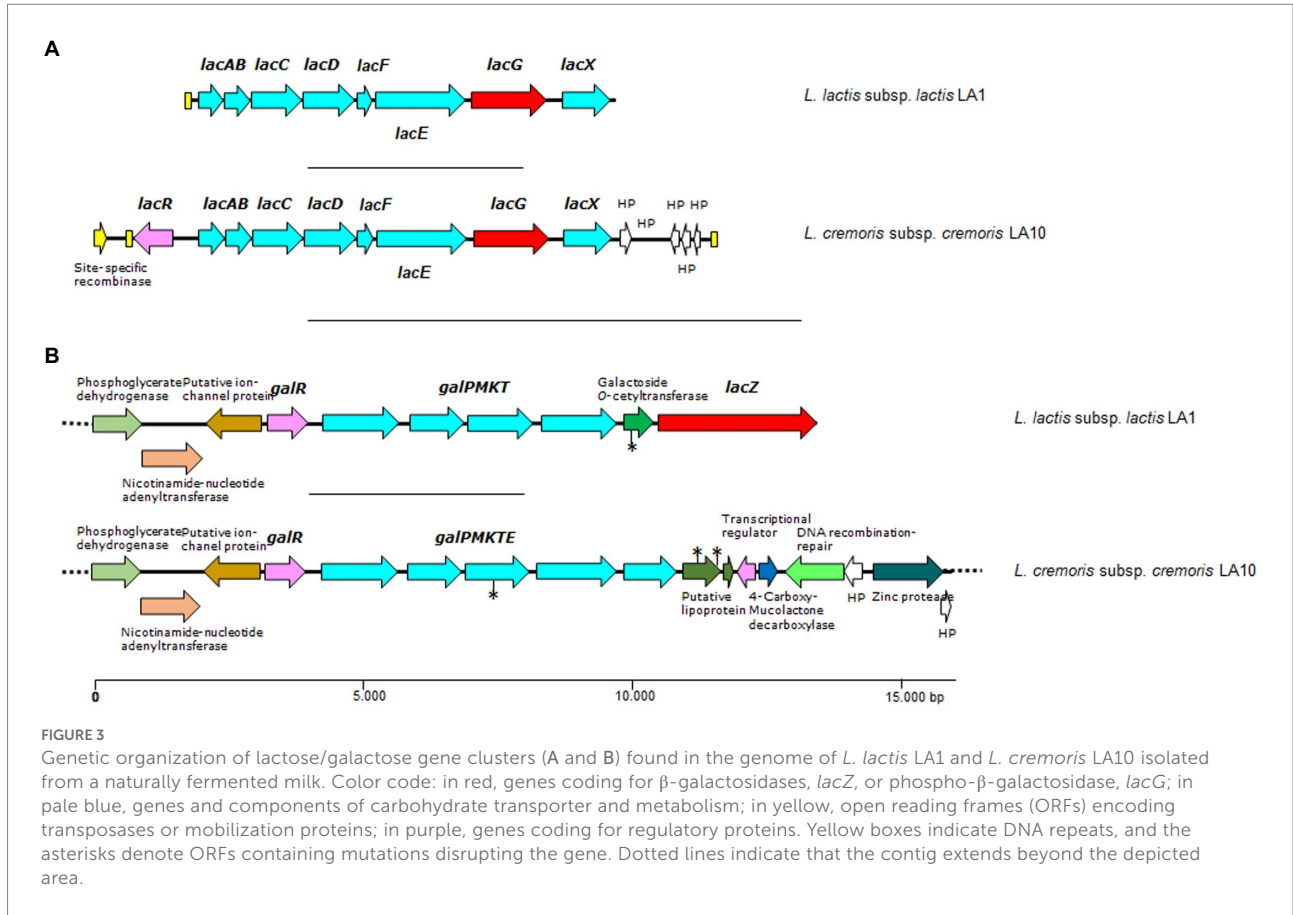 A
lacAB lacC lacD lacF lacG lacX
L. lactis subsp. lactis LA1
lacE
lacR lacAB lacC lacD lacF lacG lacX HP HP HP HP
L. cremoris subsp. cremoris LA10
Site-specific
recombinase
lacE
HP
B
Phosphoglycerate
dehydrogenase
Putative ion-
channel protein
galR
galPMKT
Galactoside
O-cetyltransferase
lacZ
L. lactis subsp. lactis LA1
*
Nicotinamide-nucleotide
adenyltransferase
Phosphoglycerate
dehydrogenase
Putative ion-
chanel protein
galR
galPMKTE
Transcriptional
regulator
DNA recombination-
repair
* *
L. cremoris subsp. cremoris LA10
*
Putative
lipoprotein
4-Carboxy-
Mucolactone
decarboxylase
HP
Zinc protease
HP
Nicotinamide-nucleotide
adenyltransferase
0 5.000 10.000 15.000 bp
FIGURE 3
Genetic organization of lactose/galactose gene clusters (A and B) found in the genome of L. lactis LA1 and L. cremoris LA10 isolated
from a naturally fermented milk. Color code: in red, genes coding for β-galactosidases, lacZ, or phospho-β-galactosidase, lacG; in
pale blue, genes and components of carbohydrate transporter and metabolism; in yellow, open reading frames (ORFs) encoding
transposases or mobilization proteins; in purple, genes coding for regulatory proteins. Yellow boxes indicate DNA repeats, and the
asterisks denote ORFs containing mutations disrupting the gene. Dotted lines indicate that the contig extends beyond the depicted
area.